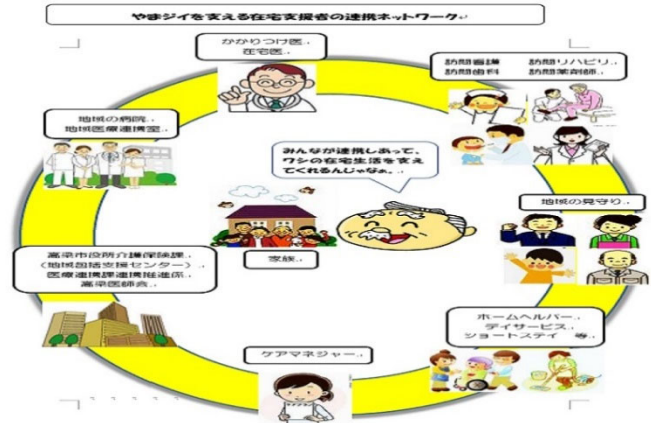 やまジイを支える在宅支援者の連携ネットワーク
かかりつけ医
在宅医
訪問看護　訪問リハビリ
訪問歯科　訪問薬剤師
地域の病院
地域医療連携室
みんなが連携しあって、
ワシの在宅生活を支え
てくれるんじゃなぁ。
地域の見守り
家族
高梁市役所介護保険課
（地域包括支援センター）
医療連携課連携推進係
高梁医師会
ホームヘルパー
デイサービス
ショートステイ　等
ケアマネジャー